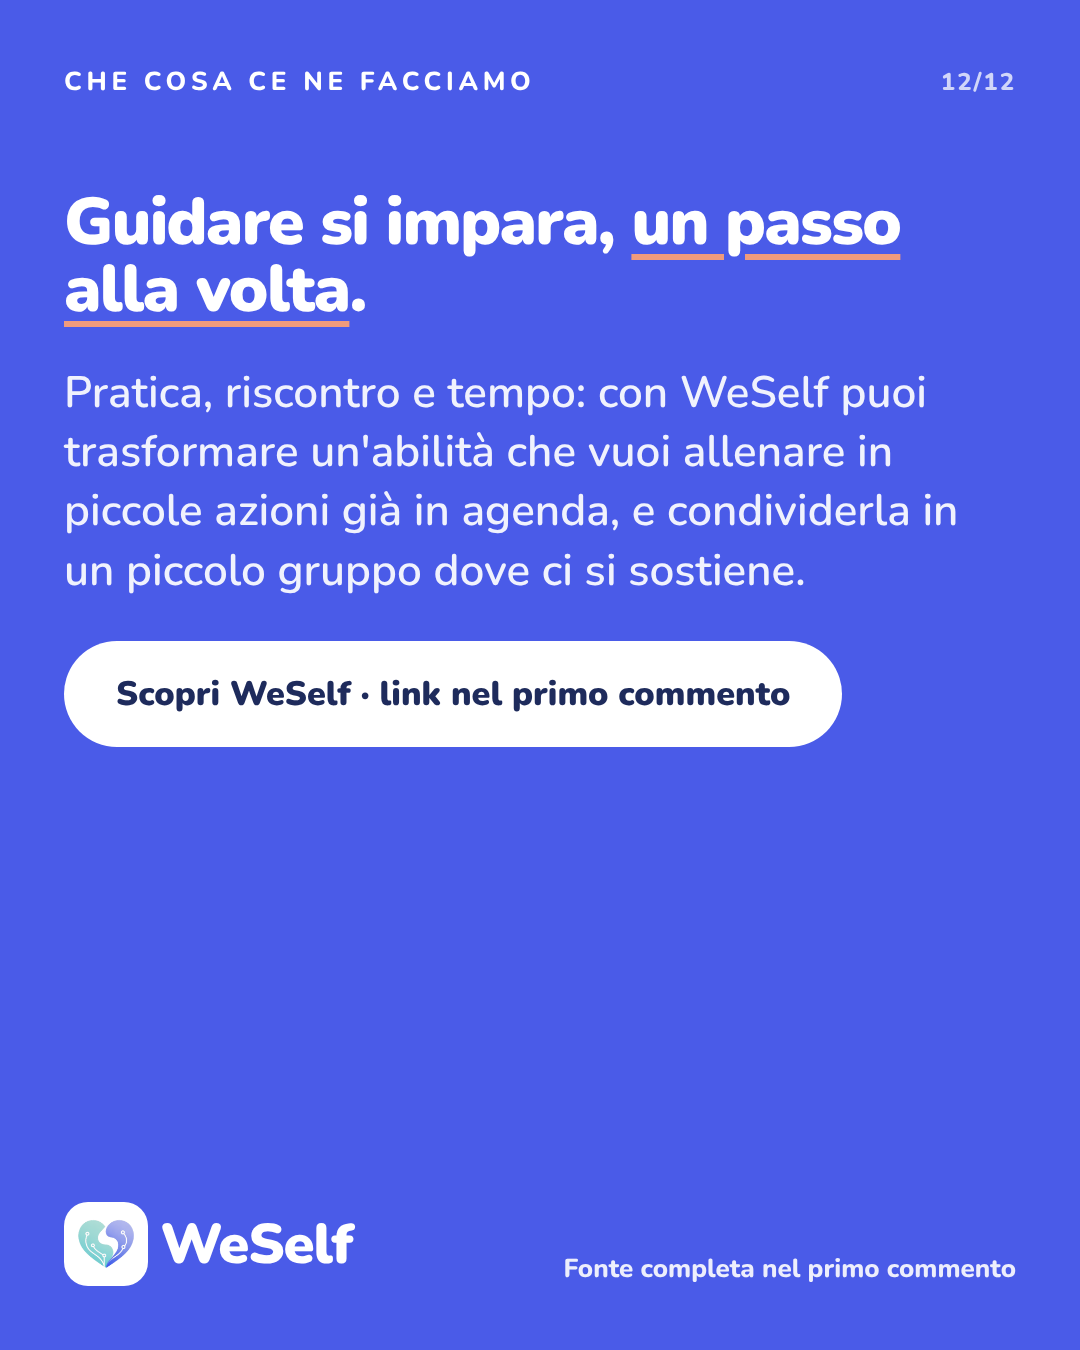 CHE COSA CE NE FACCIAMO
12/12
Guidare si impara, un passo
alla volta.
Pratica, riscontro e tempo: con WeSelf puoi
trasformare un'abilità che vuoi allenare in
piccole azioni già in agenda, e condividerla in
un piccolo gruppo dove ci si sostiene.
Scopri WeSelf · link nel primo commento
WeSelf
Fonte completa nel primo commento